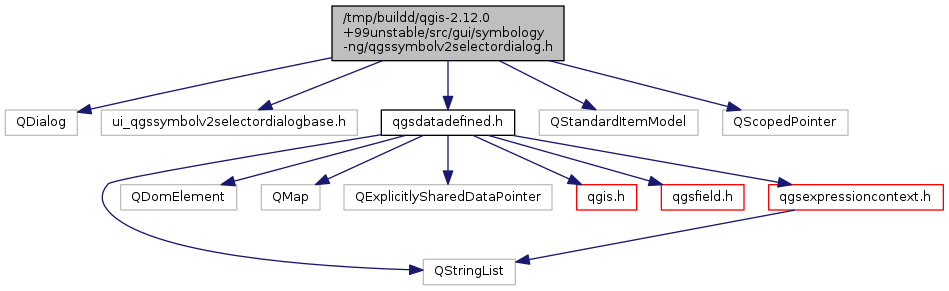 /tmp/buildd/qgis-2.12.0
+99unstable/src/gui/symbology
-ng/qgssymbolv2selectordialog.h
QDialog
ui_qgssymbolv2selectordialogbase.h
qgsdatadefined.h
QStandardItemModel
QScopedPointer
QDomElement
QMap
QExplicitlySharedDataPointer
qgis.h
qgsfield.h
qgsexpressioncontext.h
QStringList